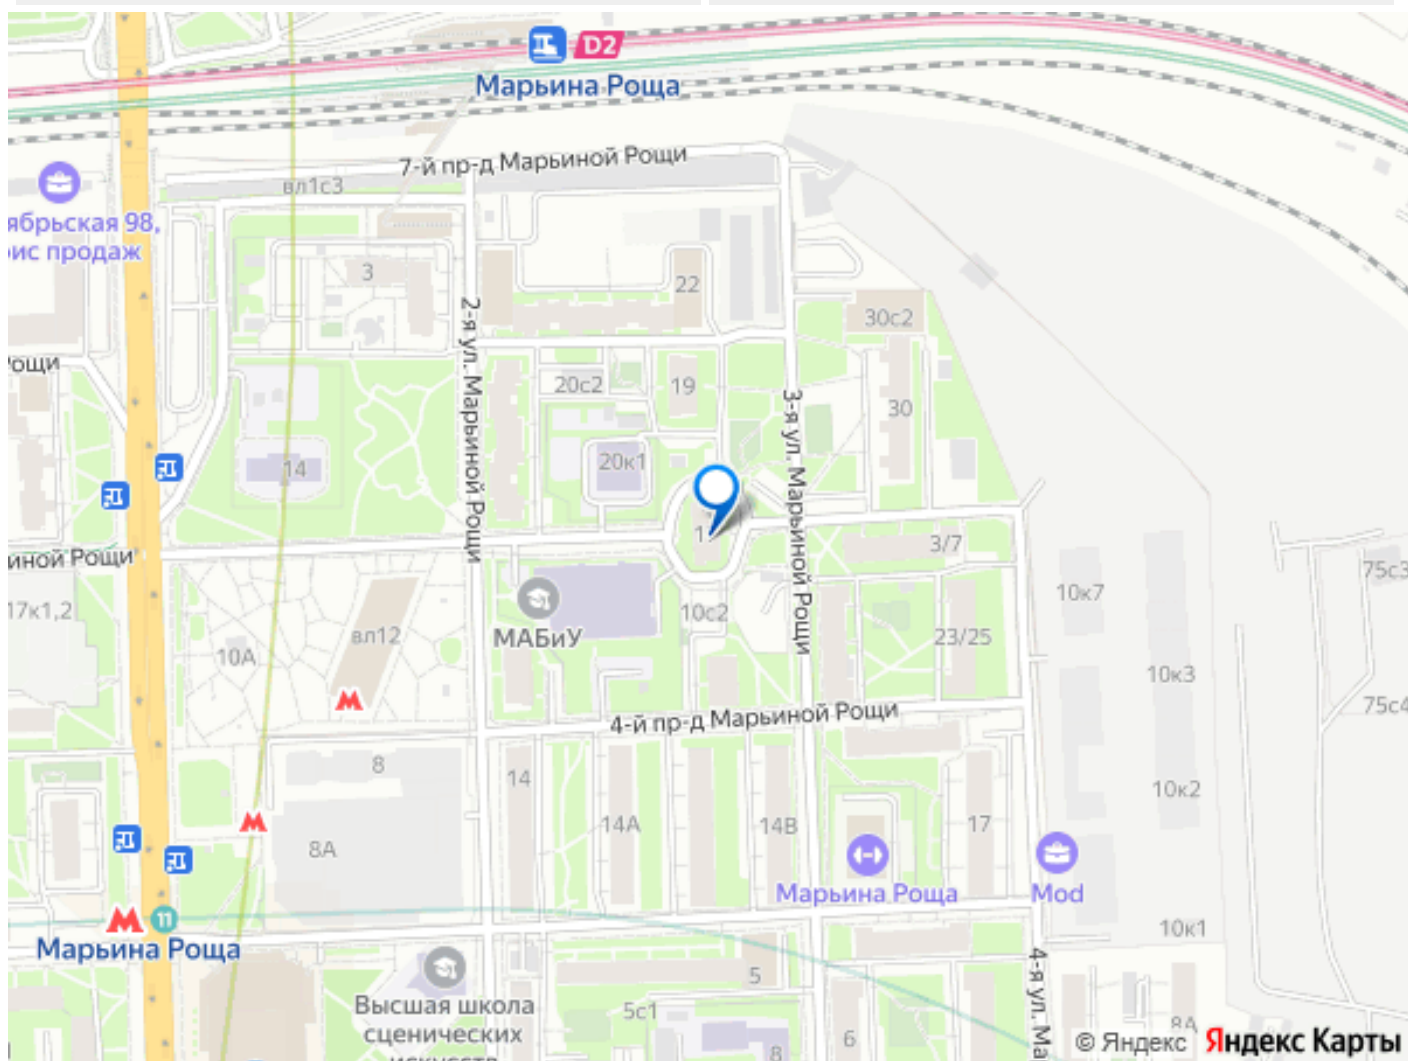 D2
Марьина Роща
7-й пр-д Марьиной Рощи
вл1с3
ябрьская 98,
ис продаж
3
22
2-я ул. Марьиной Рощи
30с2
ощи
20с2
19
30
3-я ул. Марьиной Рощи
20к1
14
иной Рощи
3/7
75с3
10к7
17к1,2
МАБиУ
10с2
вл12
23/25
10А
10к3
75с4
4-й пр-д Марьиной Рощи
8
14
10к2
14А
14В
17
8А
Марьина Роща
Mod
11
Марьина Роща
10к1
4-я ул. Ма
Высшая школа
сценических
искусств
5
5с1
6
8
8А
© Яндекс
Яндекс Карты